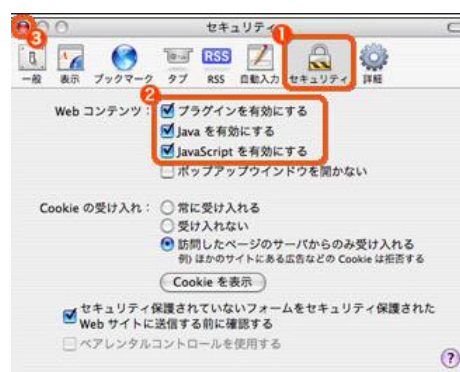 セキュリティ
1
3
一般 表示 ブックマーク タブ RSS RSS 自動入力 セキュリティ 詳細
2
Web コンテンツ： プラグインを有効にする
Java を有効にする
JavaScript を有効にする
ポップアップウインドウを開かない
Cookie の受け入れ： 常に受け入れる
受け入れない
訪問したページのサーバからのみ受け入れる
例) ほかのサイトにある広告などの Cookie は拒否する
Cookie を表示
セキュリティ保護されていないフォームをセキュリティ保護された
Web サイトに送信する前に確認する
ペアレンタルコントロールを使用する
?